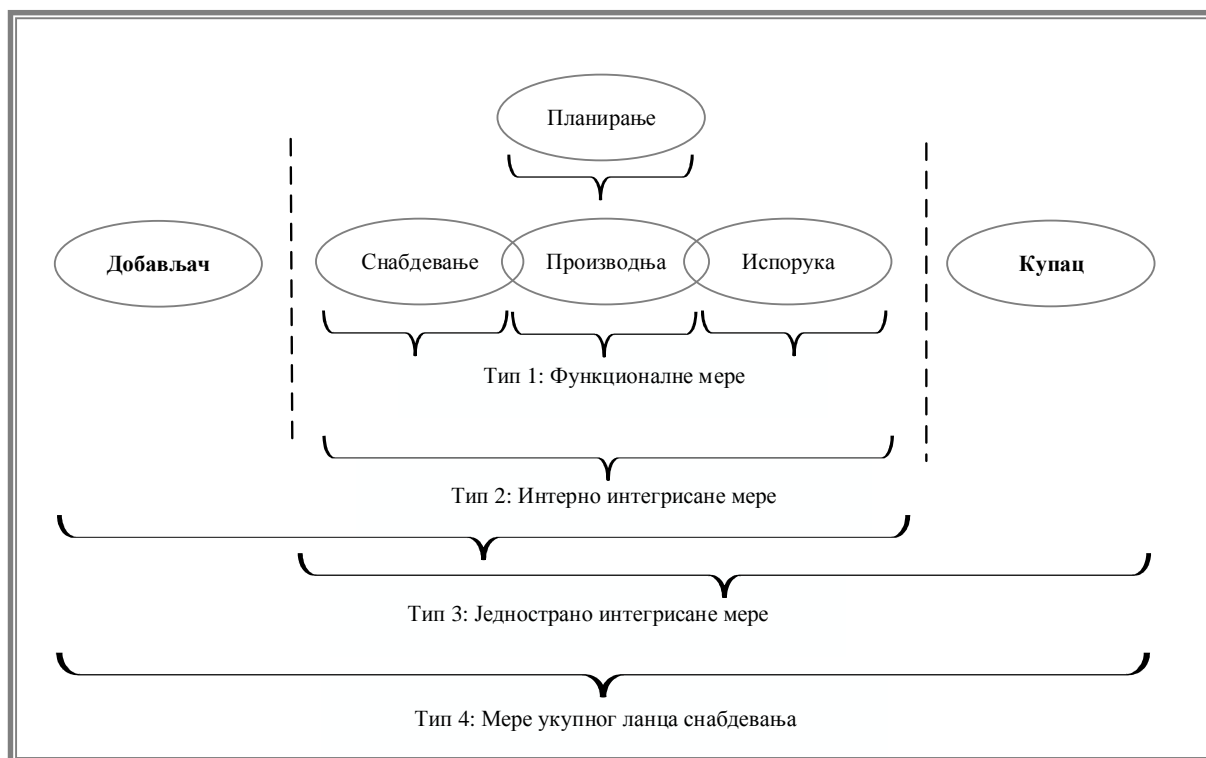 Планирање
Добављач
Снабдевање
Производња
Испорука
Купац
Тип 1: Функционалне мере
Тип 2: Интерно интегрисане мере
Тип 3: Једнострано интегрисане мере
Тип 4: Мере укупног ланца снабдевања